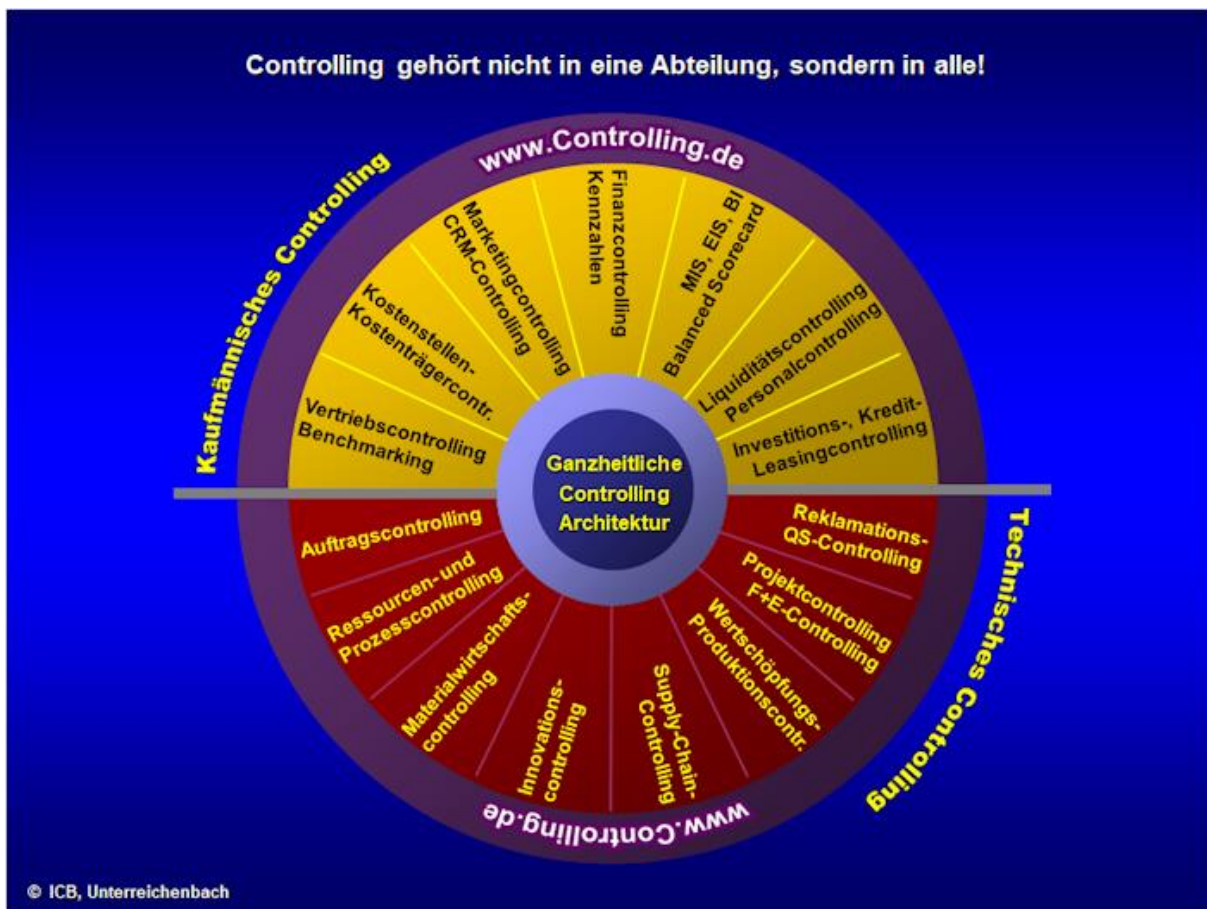 Controlling gehört nicht in eine Abteilung, sondern in alle!
www.Controlling.de
Kaufmännisches Controlling
Vertriebscontrolling
Benchmarking
Kostenstellen-
Kostenträgercontr.
Marketingcontrolling
CRM-Controlling
Finanzcontrolling
Kennzahlen
MIS, EIS, BI
Balanced Scorecard
Liquiditätscontrolling
Personalcontrolling
Investitions-, Kredit-
Leasingcontrolling
Ganzheitliche
Controlling
Architektur
Auftragscontrolling
Ressourcen- und
Prozesscontrolling
Materialwirtschafts-
controlling
Innovations-
controlling
Supply-Chain-
Controlling
Wertschöpfungs-
Produktionscontr.
Projektcontrolling
F+E-Controlling
Reklamations-
QS-Controlling
Technisches Controlling
www.Controlling.de
© ICB, Unterreichenbach